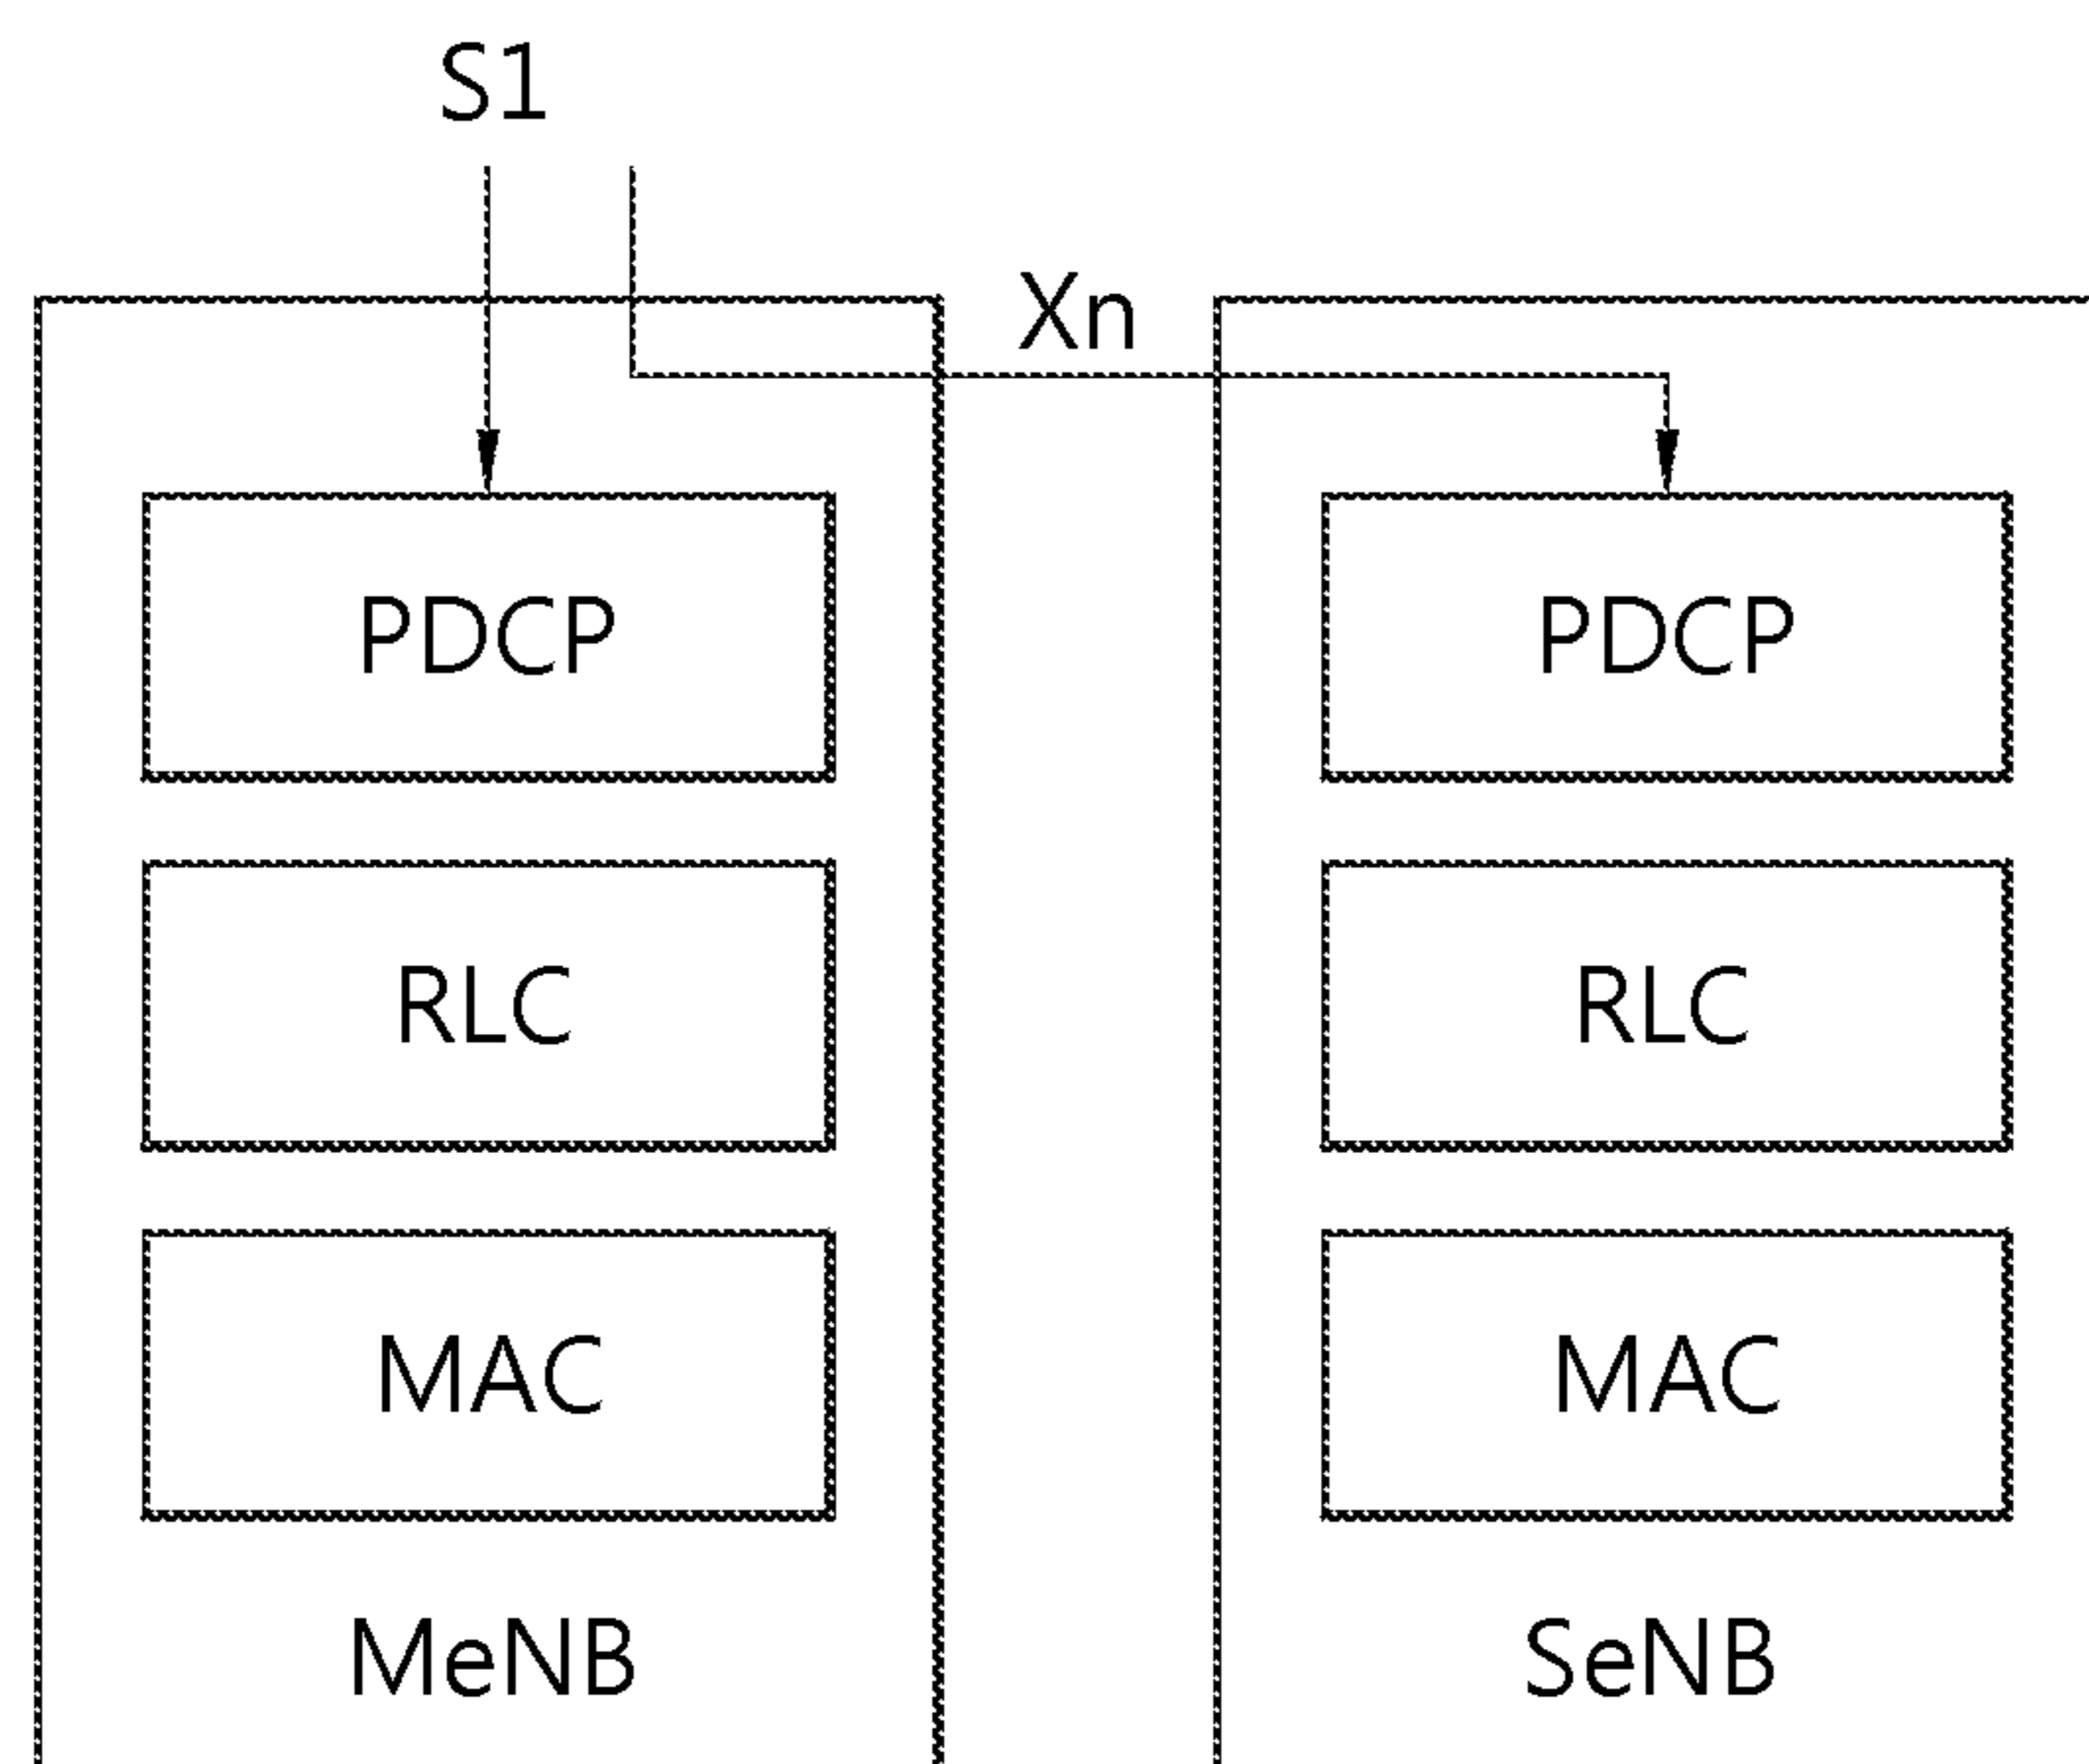 S1
Xn
PDCP
PDCP
RLC
RLC
MAC
MAC
MeNB
SeNB